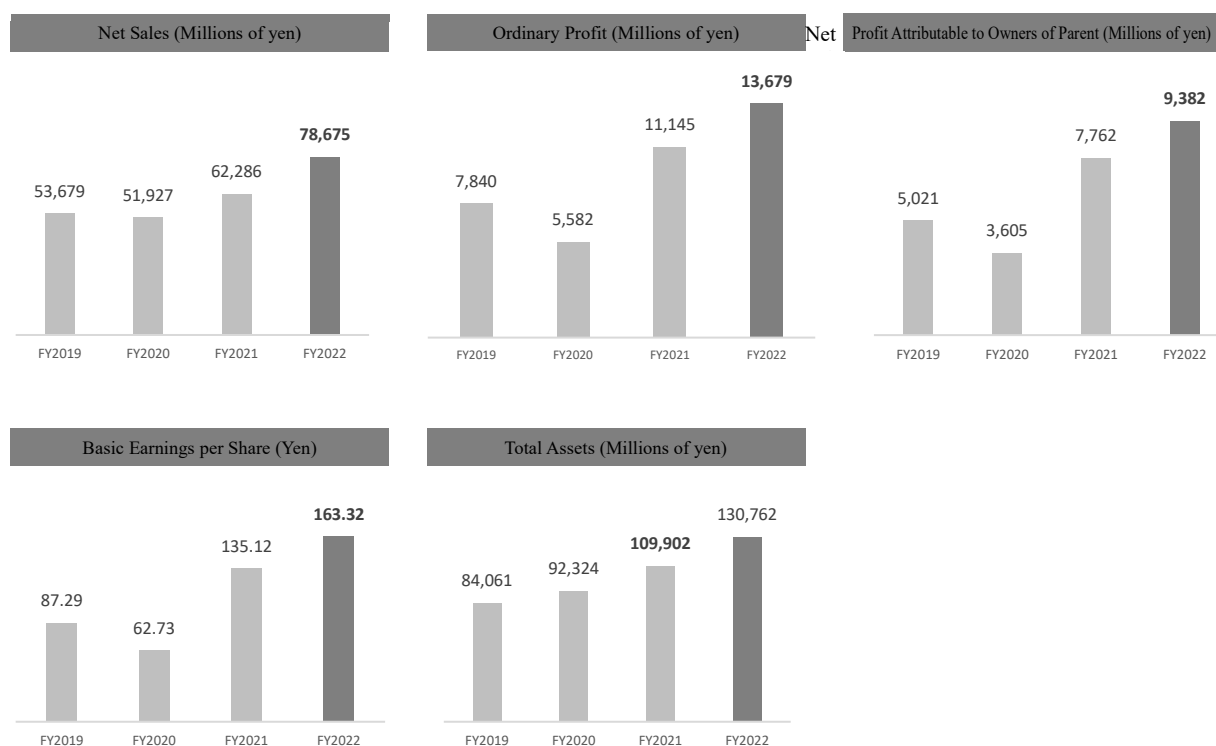 Net Sales (Millions of yen)
53,679
51,927
62,286
78,675
FY2019
FY2020
FY2021
FY2022
Ordinary Profit (Millions of yen)
7,840
5,582
11,145
13,679
FY2019
FY2020
FY2021
FY2022
Net Profit Attributable to Owners of Parent (Millions of yen)
5,021
3,605
7,762
9,382
FY2019
FY2020
FY2021
FY2022
Basic Earnings per Share (Yen)
87.29
62.73
135.12
163.32
FY2019
FY2020
FY2021
FY2022
Total Assets (Millions of yen)
84,061
92,324
109,902
130,762
FY2019
FY2020
FY2021
FY2022